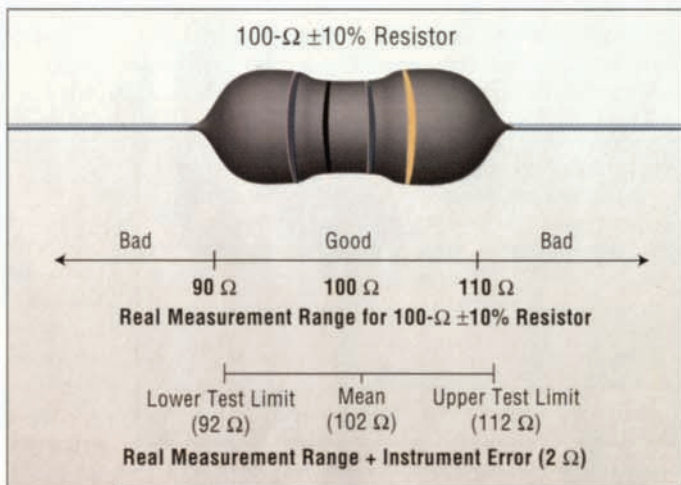 100-Ω ±10% Resistor
Bad Good Bad
90 Ω 100 Ω 110 Ω
Real Measurement Range for 100-Ω ±10% Resistor
Lower Test Limit Mean Upper Test Limit
(92 Ω) (102 Ω) (112 Ω)
Real Measurement Range + Instrument Error (2 Ω)